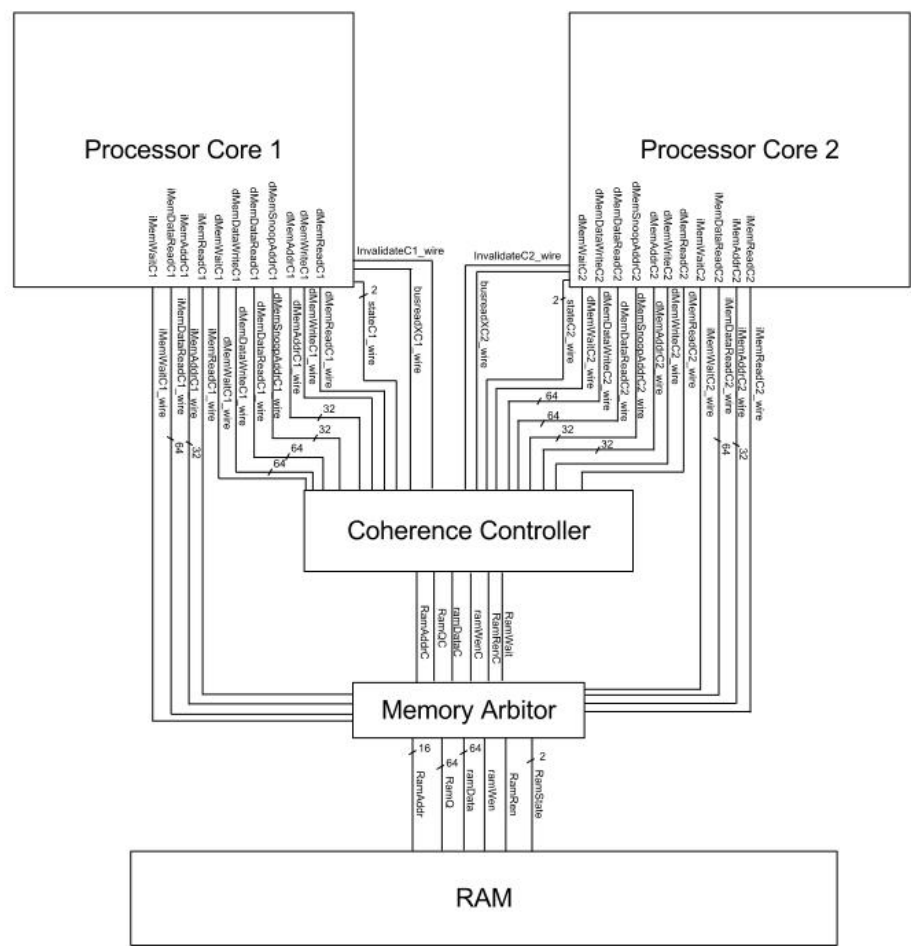 Processor Core 1
Processor Core 2
iMemWaitC1
iMemDataReadC1
iMemAddrC1
iMemReadC1
dMemWaitC1
dMemDataWriteC1
dMemDataReadC1
dMemSnoopAddrC1
dMemAddrC1
dMemWriteC1
dMemReadC1
dMemWaitC2
dMemDataWriteC2
dMemDataReadC2
dMemSnoopAddrC2
dMemAddrC2
dMemWriteC2
dMemReadC2
iMemWaitC2
iMemDataReadC2
iMemAddrC2
iMemReadC2
InvalidateC1_wire
InvalidateC2_wire
iMemWaitC1_wire
iMemDataReadC1_wire
iMemAddrC1_wire
iMemReadC1_wire
dMemWaitC1_wire
dMemDataWriteC1_wire
dMemDataReadC1_wire
dMemSnoopAddrC1_wire
dMemAddrC1_wire
dMemWriteC1_wire
dMemReadC1_wire
2
stateC1_wire
busreadXC1_wire
busreadXC2_wire
2
stateC2_wire
dMemWaitC2_wire
dMemDataWriteC2_wire
dMemDataReadC2_wire
dMemSnoopAddrC2_wire
dMemAddrC2_wire
dMemWriteC2_wire
dMemReadC2_wire
iMemWaitC2_wire
iMemDataReadC2_wire
iMemAddrC2_wire
iMemReadC2_wire
64
32
32
32
64
64
64
64
32
32
64
32
Coherence Controller
RamAddrC
RamQC
ramDataC
ramWenC
RamRenC
RamWait
Memory Arbitor
16
64
64
2
RamAddr
RamQ
ramData
ramWen
RamRen
RamState
RAM